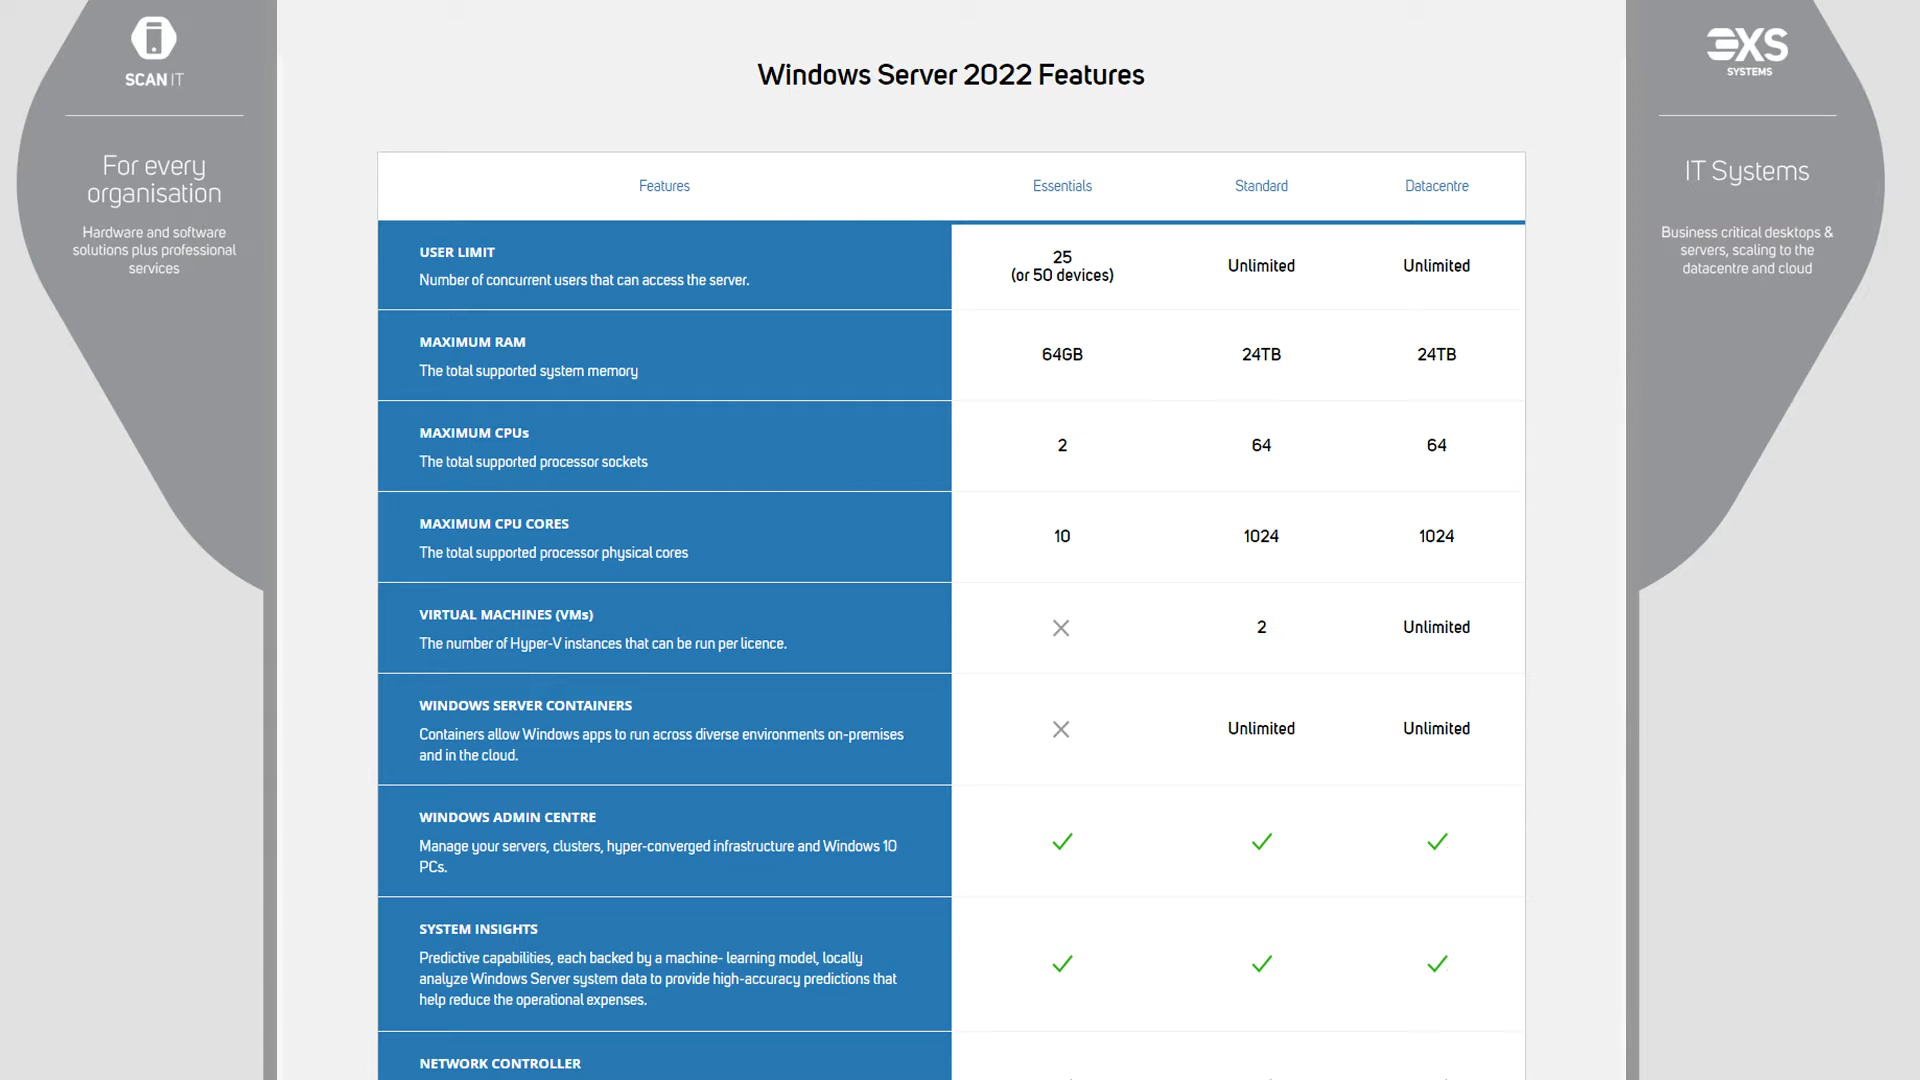 SCAN IT
For every
organisation
Hardware and software
solutions plus professional
services
Windows Server 2022 Features
Features Essentials Standard Datacentre
USER LIMIT
Number of concurrent users that can access the server.
25
(or 50 devices)
Unlimited
Unlimited
MAXIMUM RAM
The total supported system memory
64GB
24TB
24TB
MAXIMUM CPUs
The total supported processor sockets
2
64
64
MAXIMUM CPU CORES
The total supported processor physical cores
10
1024
1024
VIRTUAL MACHINES (VMs)
The number of Hyper-V instances that can be run per licence.
2
Unlimited
WINDOWS SERVER CONTAINERS
Containers allow Windows apps to run across diverse environments on-premises
and in the cloud.
Unlimited
Unlimited
WINDOWS ADMIN CENTRE
Manage your servers, clusters, hyper-converged infrastructure and Windows 10
PCs.
SYSTEM INSIGHTS
Predictive capabilities, each backed by a machine- learning model, locally
analyze Windows Server system data to provide high-accuracy predictions that
help reduce the operational expenses.
NETWORK CONTROLLER
3XS
SYSTEMS
IT Systems
Business critical desktops &
servers, scaling to the
datacentre and cloud